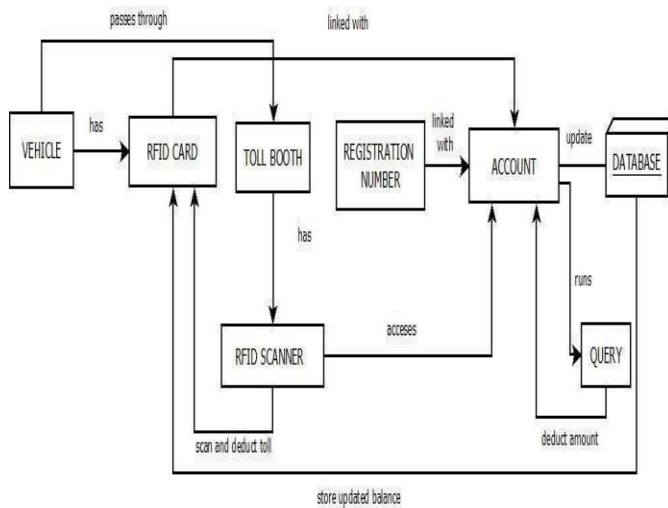 passes through
linked with
has
VEHICLE
RFID CARD
TOLL BOOTH
REGISTRATION
NUMBER
linked
with
ACCOUNT
update
DATABASE
has
runs
RFID SCANNER
acceses
QUERY
scan and deduct toll
deduct amount
store updated balance